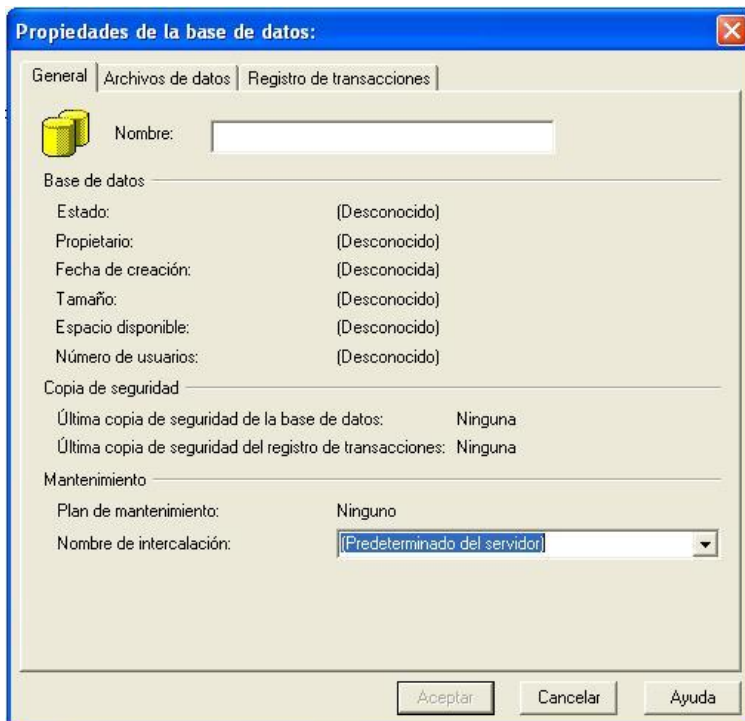 Propiedades de la base de datos:
General Archivos de datos Registro de transacciones
Nombre:
Base de datos
Estado: (Desconocido)
Propietario: (Desconocido)
Fecha de creación: (Desconocida)
Tamaño: (Desconocido)
Espacio disponible: (Desconocido)
Número de usuarios: (Desconocido)
Copia de seguridad
Última copia de seguridad de la base de datos: Ninguna
Última copia de seguridad del registro de transacciones: Ninguna
Mantenimiento
Plan de mantenimiento: Ninguno
Nombre de intercalación: (Predeterminado del servidor)
Aceptar Cancelar Ayuda